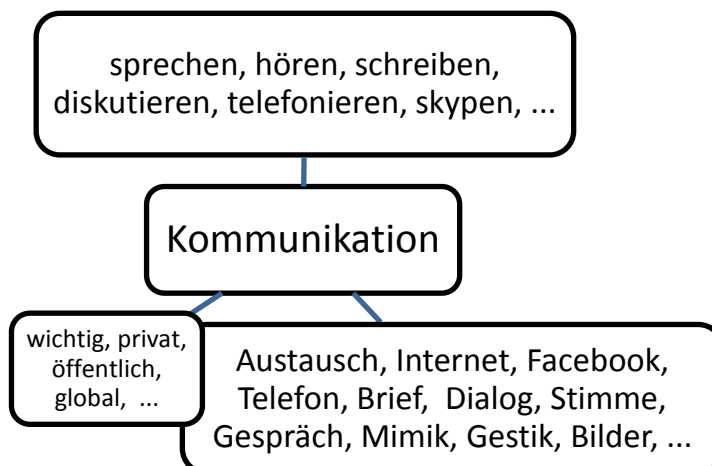 sprechen, hören, schreiben,
diskutieren, telefonieren, skypen, ...
Kommunikation
wichtig, privat,
öffentlich,
global, ...
Austausch, Internet, Facebook,
Telefon, Brief, Dialog, Stimme,
Gespräch, Mimik, Gestik, Bilder, ...